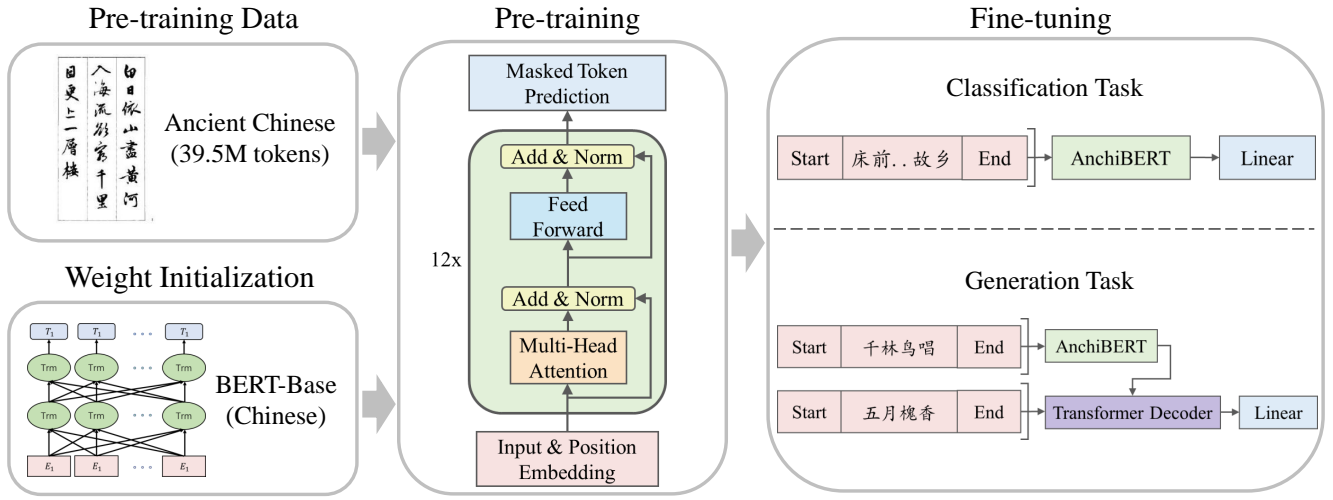 Pre-training Data
白日依山盡黃河
入海流欲窮千里
目更上一層樓
Ancient Chinese
(39.5M tokens)
Weight Initialization
T1 T1 ... T1
Trm Trm ... Trm
Trm Trm ... Trm
E1 E1 ... E1
BERT-Base
(Chinese)
Pre-training
Masked Token
Prediction
Add & Norm
Feed
Forward
12x
Add & Norm
Multi-Head
Attention
Input & Position
Embedding
Fine-tuning
Classification Task
Start 床前..故乡 End AnchiBERT Linear
Generation Task
Start 千林鸟唱 End AnchiBERT
Start 五月槐香 End Transformer Decoder Linear